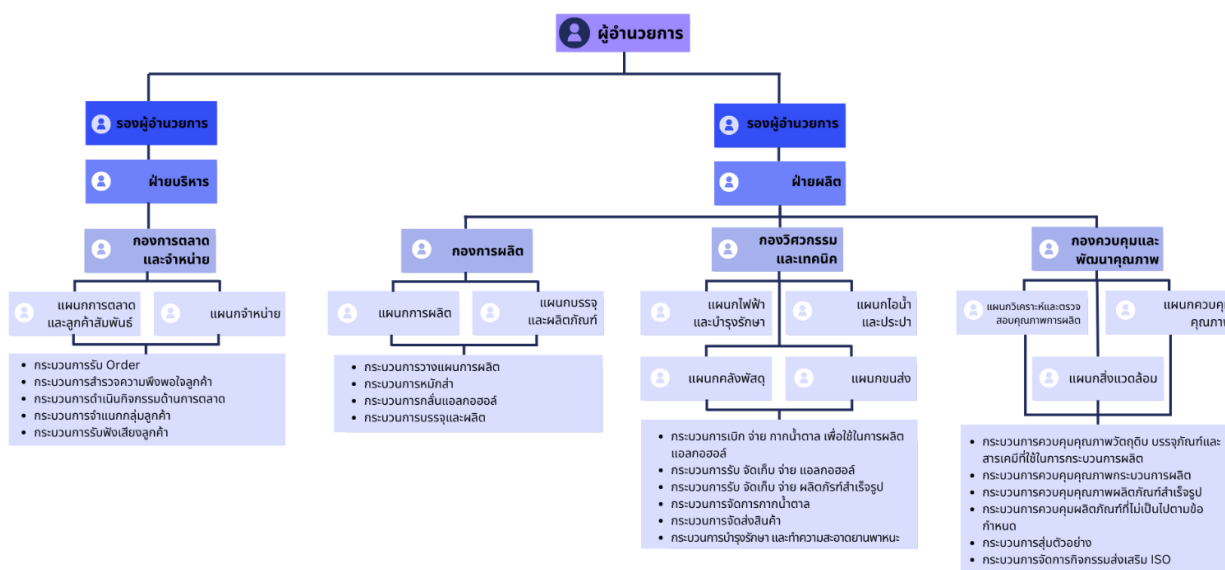 ผู้อำนวยการ
รองผู้อำนวยการ
รองผู้อำนวยการ
ฝ่ายบริหาร
ฝ่ายผลิต
กองการตลาด
และจำหน่าย
กองการผลิต
กองวิศวกรรม
และเทคนิค
กองควบคุมและ
พัฒนาคุณภาพ
แผนกการตลาด
และลูกค้าสัมพันธ์
แผนกจำหน่าย
แผนกการผลิต
แผนกบรรจุ
และผลิตภัณฑ์
แผนกไฟฟ้า
และบำรุงรักษา
แผนกไอน้ำ
และประปา
แผนกวิเคราะห์และตรวจ
สอบคุณภาพการผลิต
แผนกควบคุ
คุณภาพ
แผนกคลังพัสดุ
แผนกขนส่ง
แผนกสิ่งแวดล้อม
• กระบวนการรับ Order
• กระบวนการสำรวจความพึงพอใจลูกค้า
• กระบวนการดำเนินกิจกรรมด้านการตลาด
• กระบวนการจำแนกกลุ่มลูกค้า
• กระบวนการรับฟังเสียงลูกค้า
• กระบวนการวางแผนการผลิต
• กระบวนการหมักส่า
• กระบวนการกลั่นแอลกอฮอล์
• กระบวนการบรรจุและผลิต
• กระบวนการเบิก จ่าย กากน้ำตาล เพื่อใช้ในการผลิต
แอลกอฮอล์
• กระบวนการรับ จัดเก็บ จ่าย แอลกอฮอล์
• กระบวนการรับ จัดเก็บ จ่าย ผลิตภัรฑ์สำเร็จรูป
• กระบวนการจัดการกากน้ำตาล
• กระบวนการจัดส่งสินค้า
• กระบวนการบำรุงรักษา และทำความสะอาดยานพาหนะ
• กระบวนการควบคุมคุณภาพวัตถุดิบ บรรจุภัณฑ์และ
สารเคมีที่ใช้ในการกระบวนการผลิต
• กระบวนการควบคุมคุณภาพกระบวนการผลิต
• กระบวนการควบคุมคุณภาพผลิตภัณฑ์สำเร็จรูป
• กระบวนการควบคุมผลิตภัณฑ์ที่ไม่เป็นไปตามข้อ
กำหนด
• กระบวนการสุ่มตัวอย่าง
• กระบวนการจัดการกิจกรรมส่งเสริม ISO